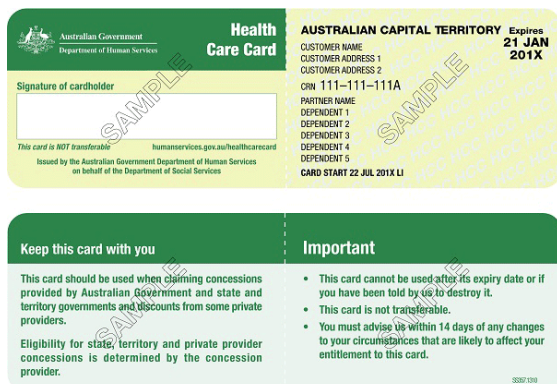 Australian Government
Department of Human Services
Health
Care Card
Signature of cardholder
This card is NOT transferable
humanservices.gov.au/healthcarecard
Issued by the Australian Government Department of Human Services
on behalf of the Department of Social Services
SAMPLE
AUSTRALIAN CAPITAL TERRITORY Expires
21 JAN
201X
CUSTOMER NAME
CUSTOMER ADDRESS 1
CUSTOMER ADDRESS 2
CRN 111–111–111A
PARTNER NAME
DEPENDENT 1
DEPENDENT 2
DEPENDENT 3
DEPENDENT 4
DEPENDENT 5
CARD START 22 JUL 201X LI
SAMPLE
Keep this card with you
This card should be used when claiming concessions
provided by Australian Government and state and
territory governments and discounts from some private
providers.
Eligibility for state, territory and private provider
concessions is determined by the concession
provider.
SAMPLE
Important
• This card cannot be used after its expiry date or if
you have been told by us to destroy it.
• This card is not transferable.
• You must advise us within 14 days of any changes
to your circumstances that are likely to affect your
entitlement to this card.
SAMPLE